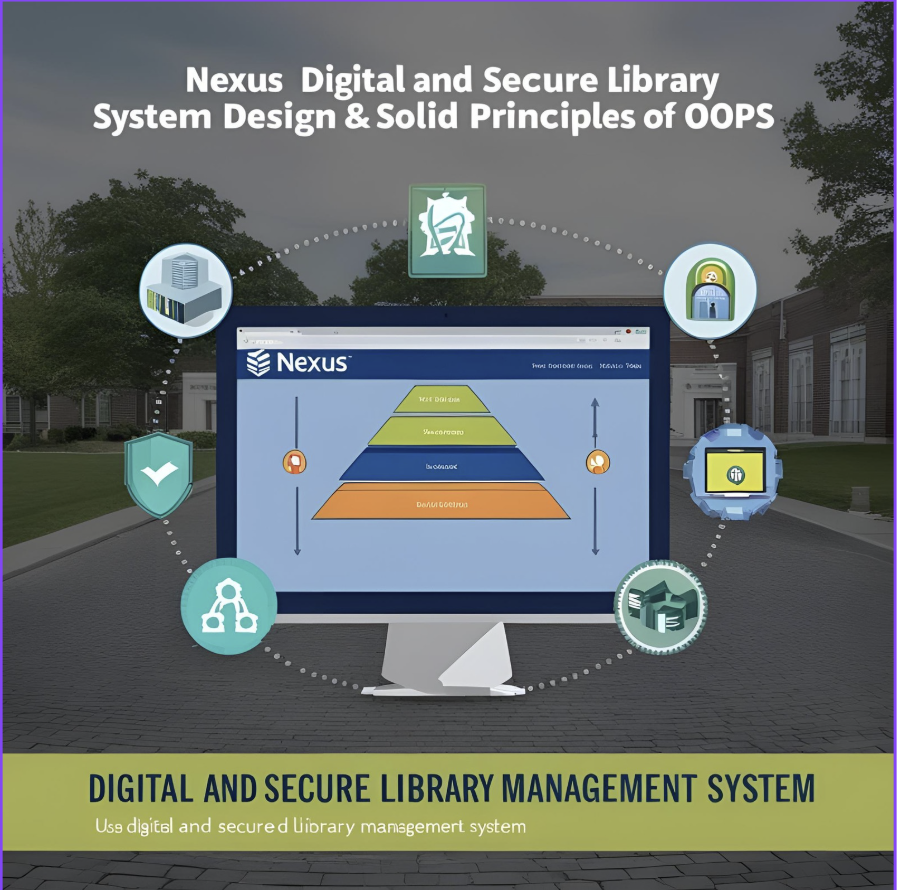 Nexus Digital and Secure Library
System Design & Solid Principles of OOPS
Nexus
DIGITAL AND SECURE LIBRARY MANAGEMENT SYSTEM
Use digital and secured Library managemert system